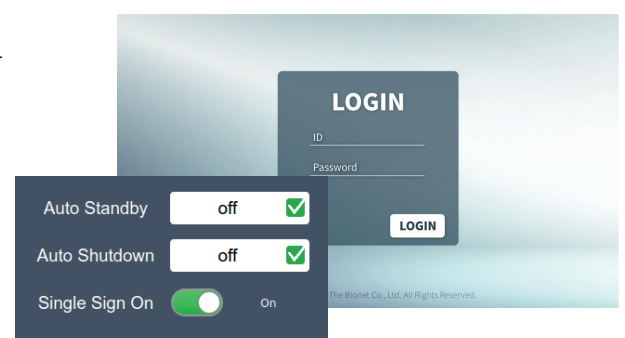 LOGIN
ID
Password
LOGIN
The Bionet Co., Ltd. All Rights Reserved.
Auto Standby off
Auto Shutdown off
Single Sign On On